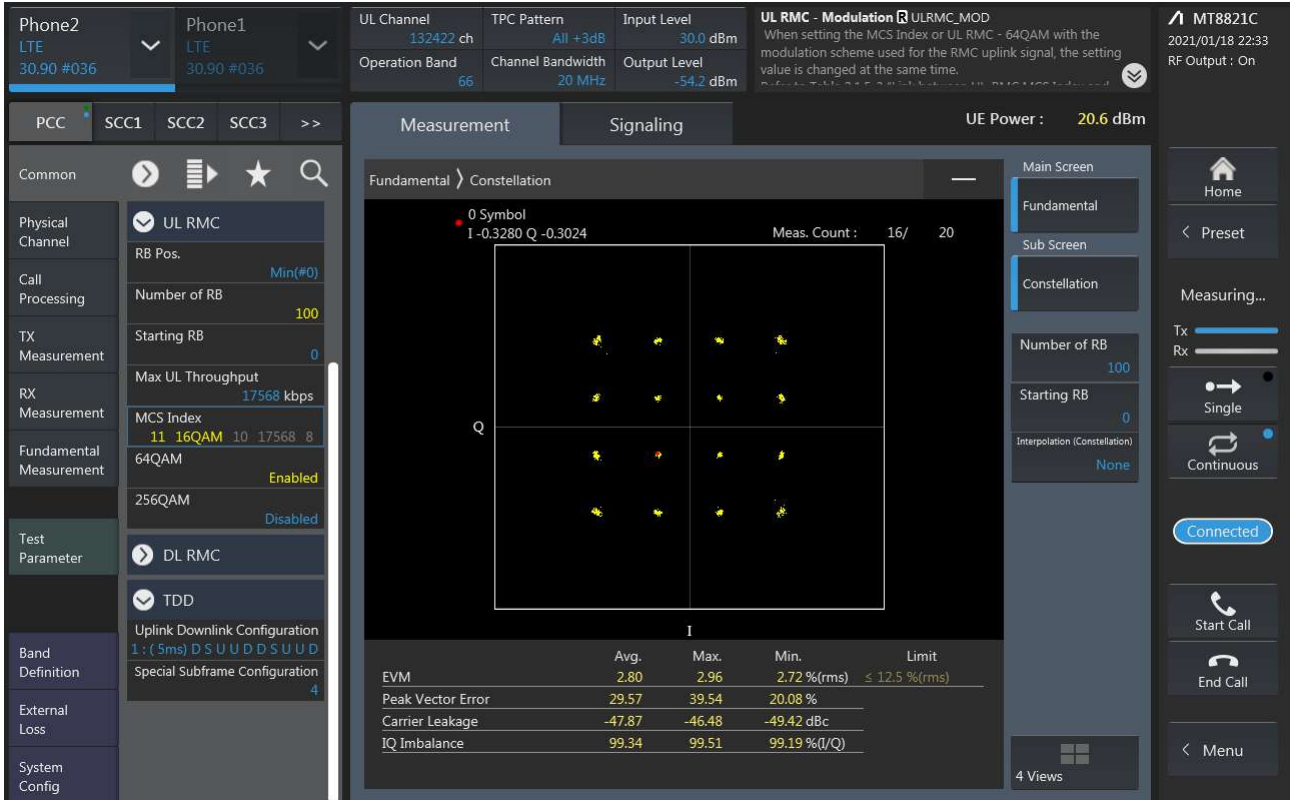 Phone2
LTE
30.90 #036
Phone1
LTE
30.90 #036
UL Channel
132422 ch
TPC Pattern
All +3dB
Input Level
30.0 dBm
Operation Band
66
Channel Bandwidth
20 MHz
Output Level
-54.2 dBm
UL RMC - Modulation R ULRMC_MOD
When setting the MCS Index or UL RMC - 64QAM with the
modulation scheme used for the RMC uplink signal, the setting
value is changed at the same time.
MT8821C
2021/01/18 22:33
RF Output : On
PCC SCC1 SCC2 SCC3 >>
Measurement
Signaling
UE Power : 20.6 dBm
Common
Physical
Channel
Call
Processing
TX
Measurement
RX
Measurement
Fundamental
Measurement
Test
Parameter
Band
Definition
External
Loss
System
Config
UL RMC
RB Pos.
Min(#0)
Number of RB
100
Starting RB
0
Max UL Throughput
17568 kbps
MCS Index
11 16QAM 10 17568 8
64QAM
Enabled
256QAM
Disabled
DL RMC
TDD
Uplink Downlink Configuration
1 : ( 5ms) D S U U D D S U U D
Special Subframe Configuration
4
Fundamental 〉 Constellation
0 Symbol
I -0.3280 Q -0.3024
Meas. Count : 16/ 20
Q
I
Avg. Max. Min. Limit
EVM 2.80 2.96 2.72 %(rms) ≤ 12.5 %(rms)
Peak Vector Error 29.57 39.54 20.08 %
Carrier Leakage -47.87 -46.48 -49.42 dBc
IQ Imbalance 99.34 99.51 99.19 %(I/Q)
Main Screen
Fundamental
Sub Screen
Constellation
Number of RB
100
Starting RB
0
Interpolation (Constellation)
None
4 Views
Home
< Preset
Measuring...
Tx
Rx
Single
Continuous
Connected
Start Call
End Call
< Menu